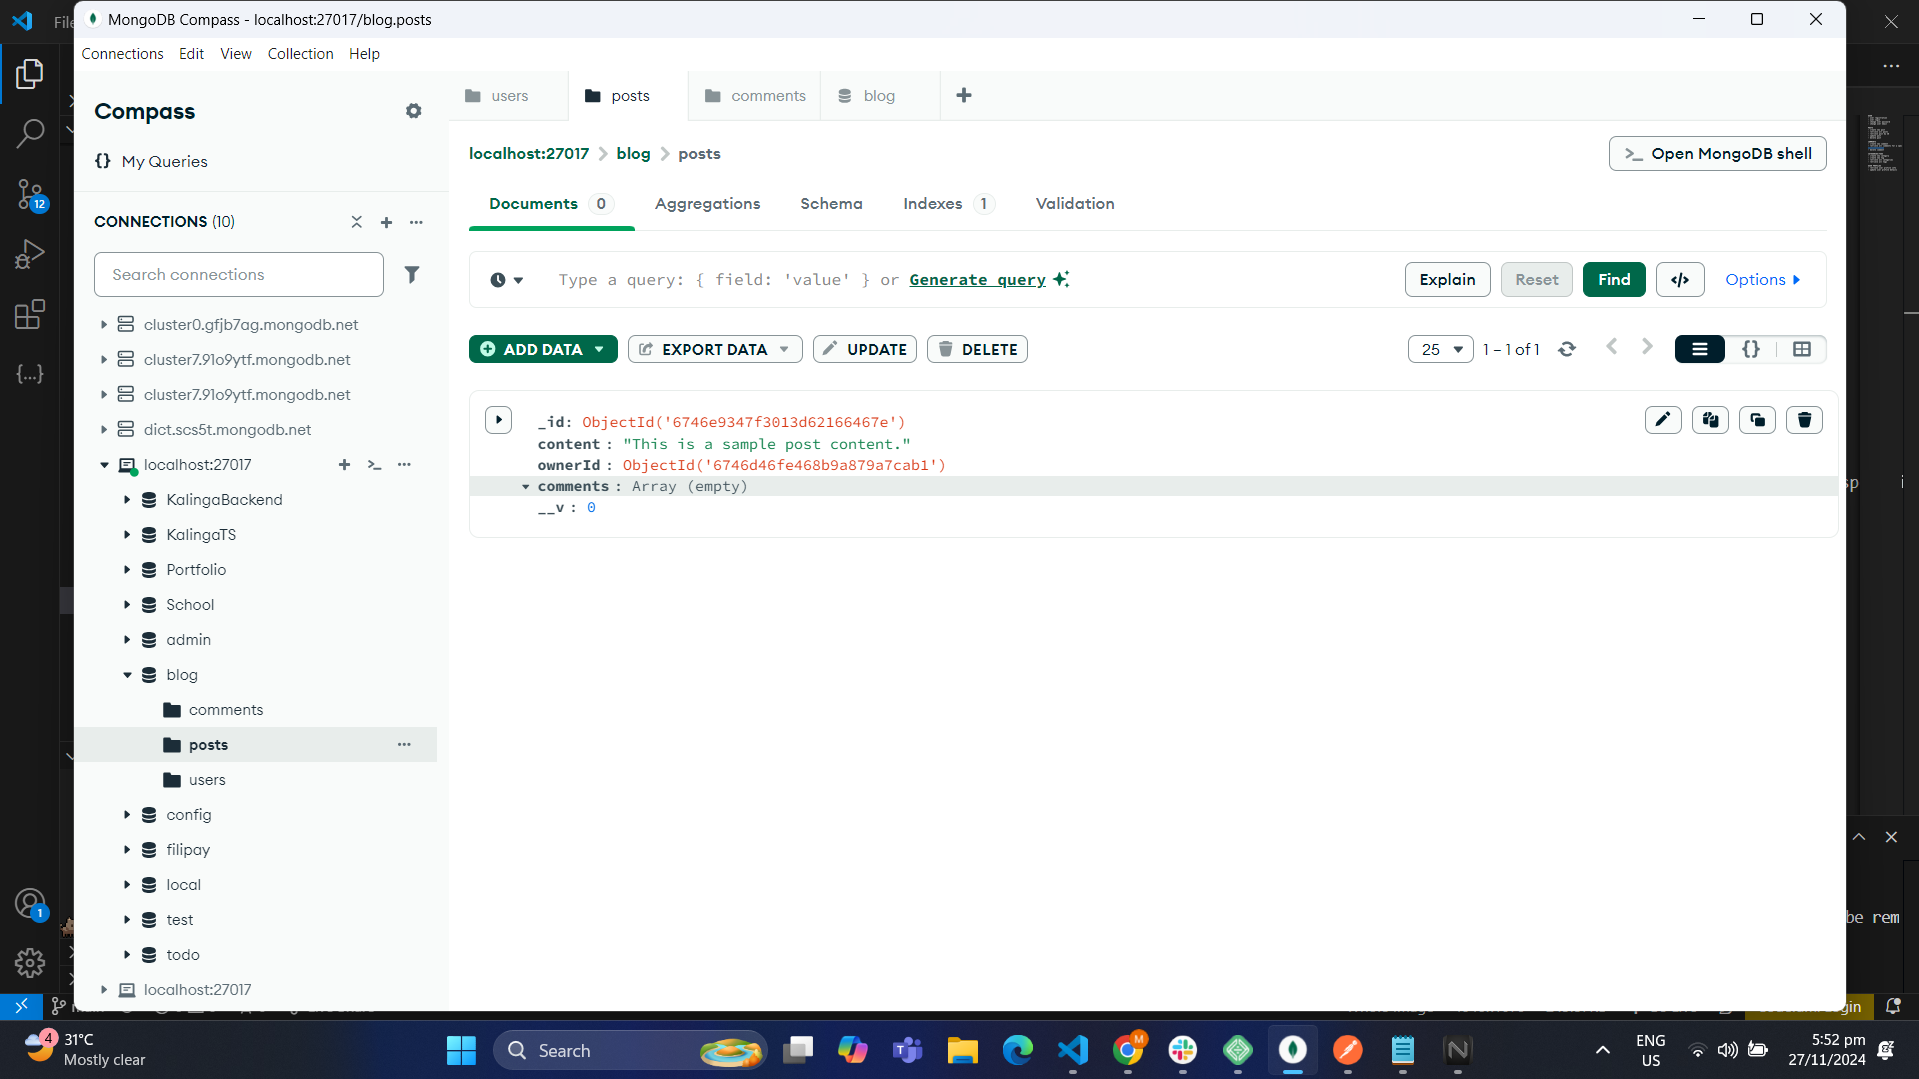 File
MongoDB Compass - localhost:27017/blog.posts
Connections Edit View Collection Help
Compass
My Queries
CONNECTIONS (10)
Search connections
cluster0.gfjb7ag.mongodb.net
cluster7.91o9ytf.mongodb.net
cluster7.91o9ytf.mongodb.net
dict.scs5t.mongodb.net
localhost:27017
KalingaBackend
KalingaTS
Portfolio
School
admin
blog
comments
posts
users
config
filipay
local
test
todo
localhost:27017
users posts comments blog
localhost:27017 blog posts
Open MongoDB shell
Documents 0 Aggregations Schema Indexes 1 Validation
Type a query: { field: 'value' } or Generate query
Explain Reset Find </> Options
ADD DATA EXPORT DATA UPDATE DELETE
25 1 – 1 of 1 {}
_id: ObjectId('6746e9347f3013d62166467e')
content : "This is a sample post content."
ownerId : ObjectId('6746d46fe468b9a879a7cab1')
comments : Array (empty)
__v : 0
12
1
be rem
4 31°C
Mostly clear
Search
M
ENG
US
5:52 pm
27/11/2024